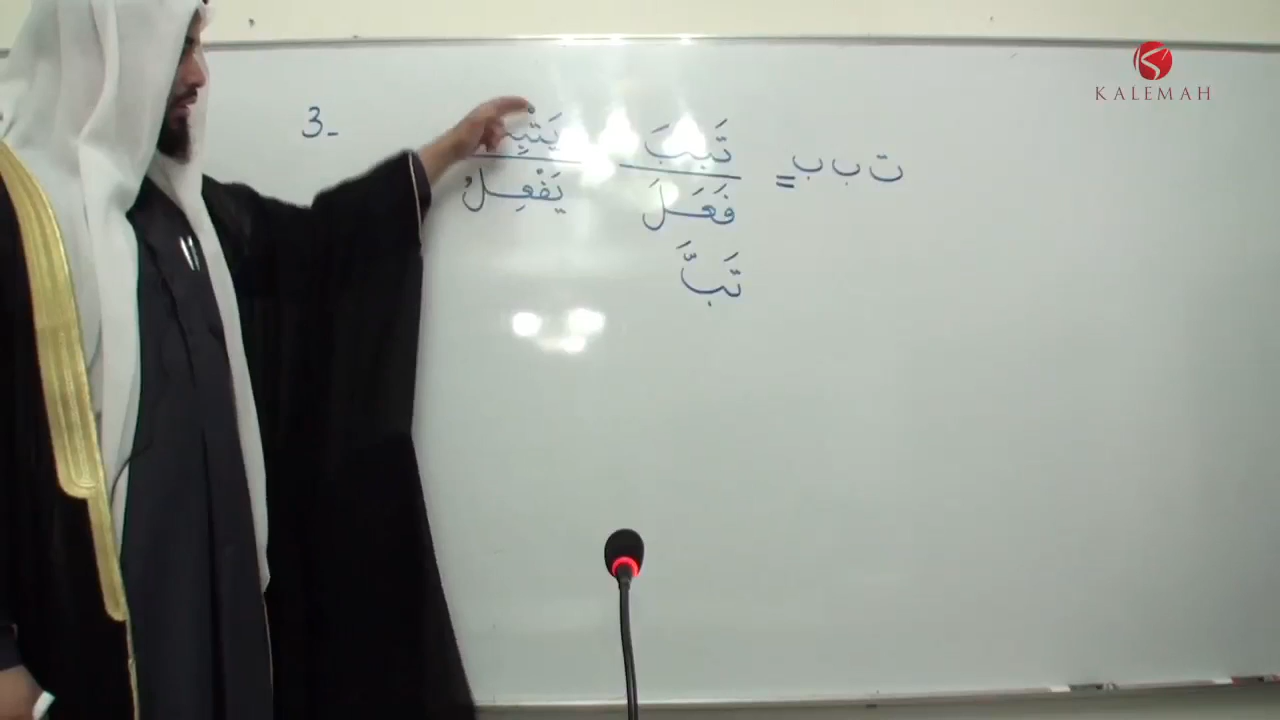 KALEMAH
ت ب ب =
تَبَبَ
فَعَلَ
تَبَّ
يَفْعِلُ
3-